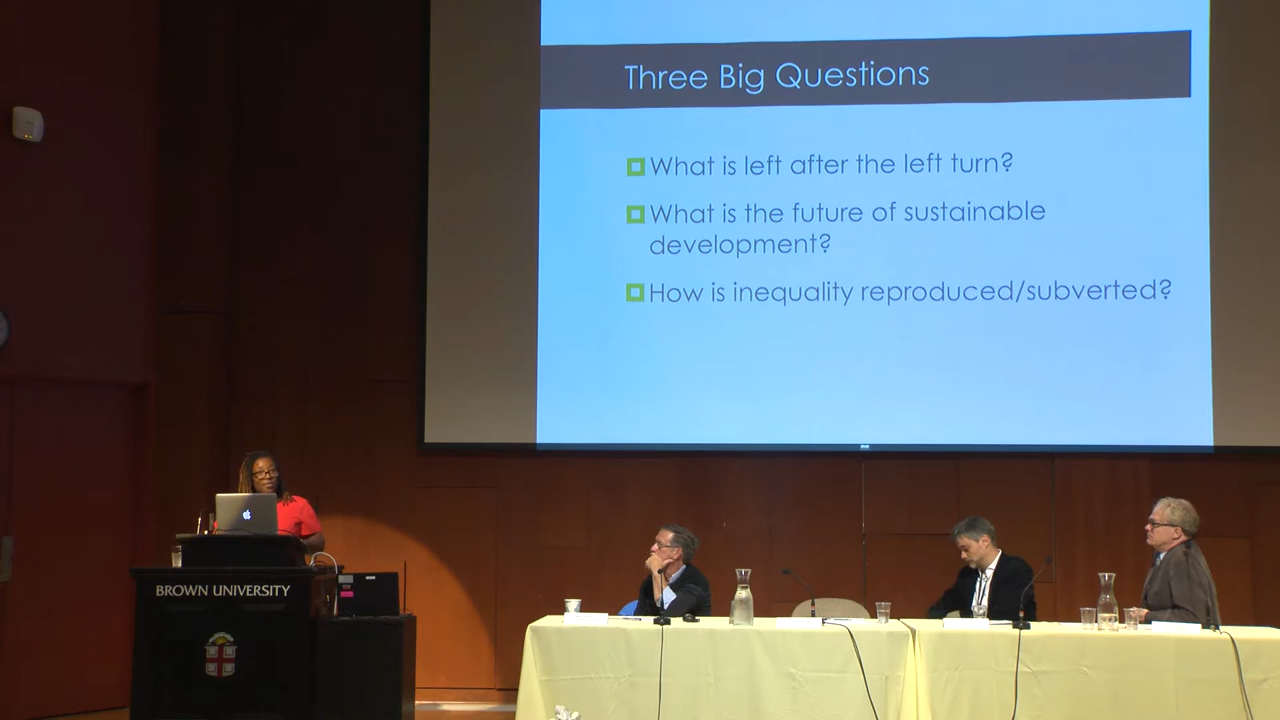 Three Big Questions
What is left after the left turn?
What is the future of sustainable
development?
How is inequality reproduced/subverted?
BROWN UNIVERSITY